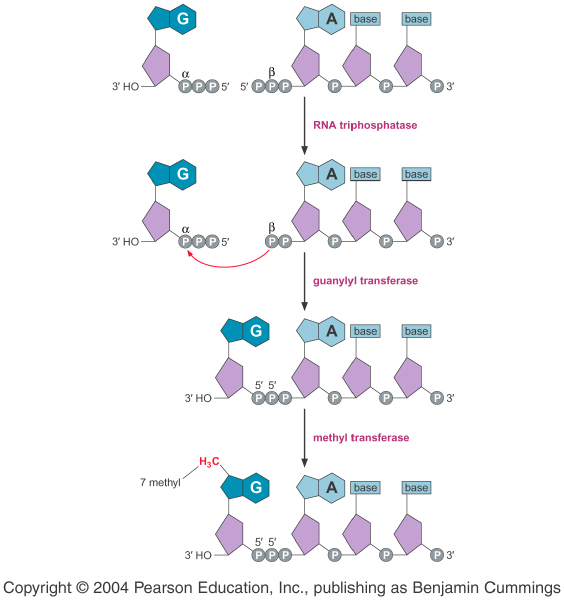 G A base base
α β
3′ HO P P P 5′ 5′ P P P P P P 3′
RNA triphosphatase
G A base base
α β
3′ HO P P P 5′ P P P P P 3′
guanylyl transferase
G A base base
5′ 5′
3′ HO P P P P P P 3′
methyl transferase
H₃C
7 methyl
G A base base
5′ 5′
3′ HO P P P P P P 3′
Copyright © 2004 Pearson Education, Inc., publishing as Benjamin Cummings